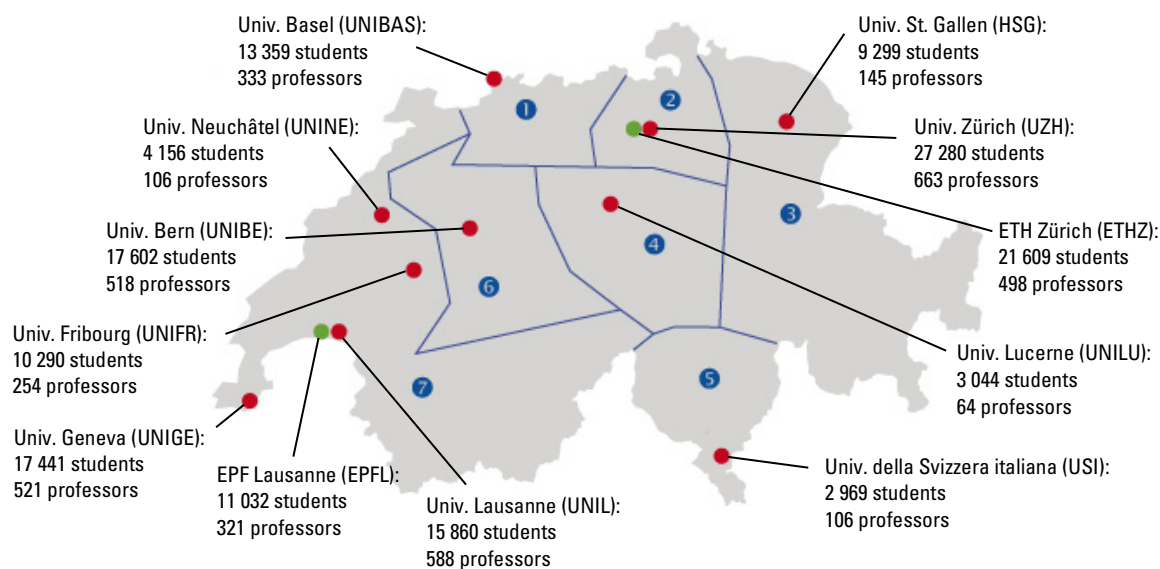 Univ. Basel (UNIBAS):
13 359 students
333 professors
Univ. St. Gallen (HSG):
9 299 students
145 professors
Univ. Neuchâtel (UNINE):
4 156 students
106 professors
Univ. Zürich (UZH):
27 280 students
663 professors
Univ. Bern (UNIBE):
17 602 students
518 professors
ETH Zürich (ETHZ):
21 609 students
498 professors
Univ. Fribourg (UNIFR):
10 290 students
254 professors
Univ. Lucerne (UNILU):
3 044 students
64 professors
Univ. Geneva (UNIGE):
17 441 students
521 professors
EPF Lausanne (EPFL):
11 032 students
321 professors
Univ. Lausanne (UNIL):
15 860 students
588 professors
Univ. della Svizzera italiana (USI):
2 969 students
106 professors
1
2
3
4
5
6
7